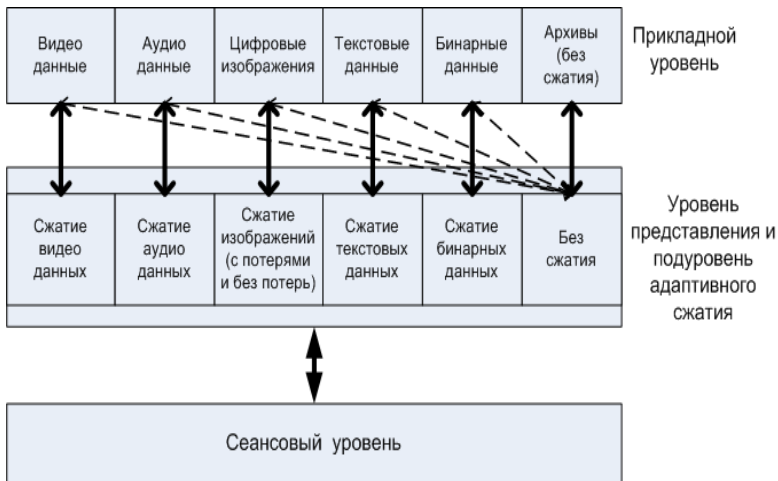 Видео
данные
Аудио
данные
Цифровые
изображения
Текстовые
данные
Бинарные
данные
Архивы
(без
сжатия)
Прикладной
уровень
Сжатие
видео
данных
Сжатие
аудио
данных
Сжатие
изображений
(с потерями
и без потерь)
Сжатие
текстовых
данных
Сжатие
бинарных
данных
Без
сжатия
Уровень
представления и
подуровень
адаптивного
сжатия
Сеансовый уровень